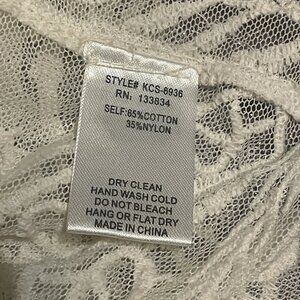 STYLE# KCS-6936
RN: 133834
SELF:65%COTTON
35%NYLON
DRY CLEAN
HAND WASH COLD
DO NOT BLEACH
HANG OR FLAT DRY
MADE IN CHINA